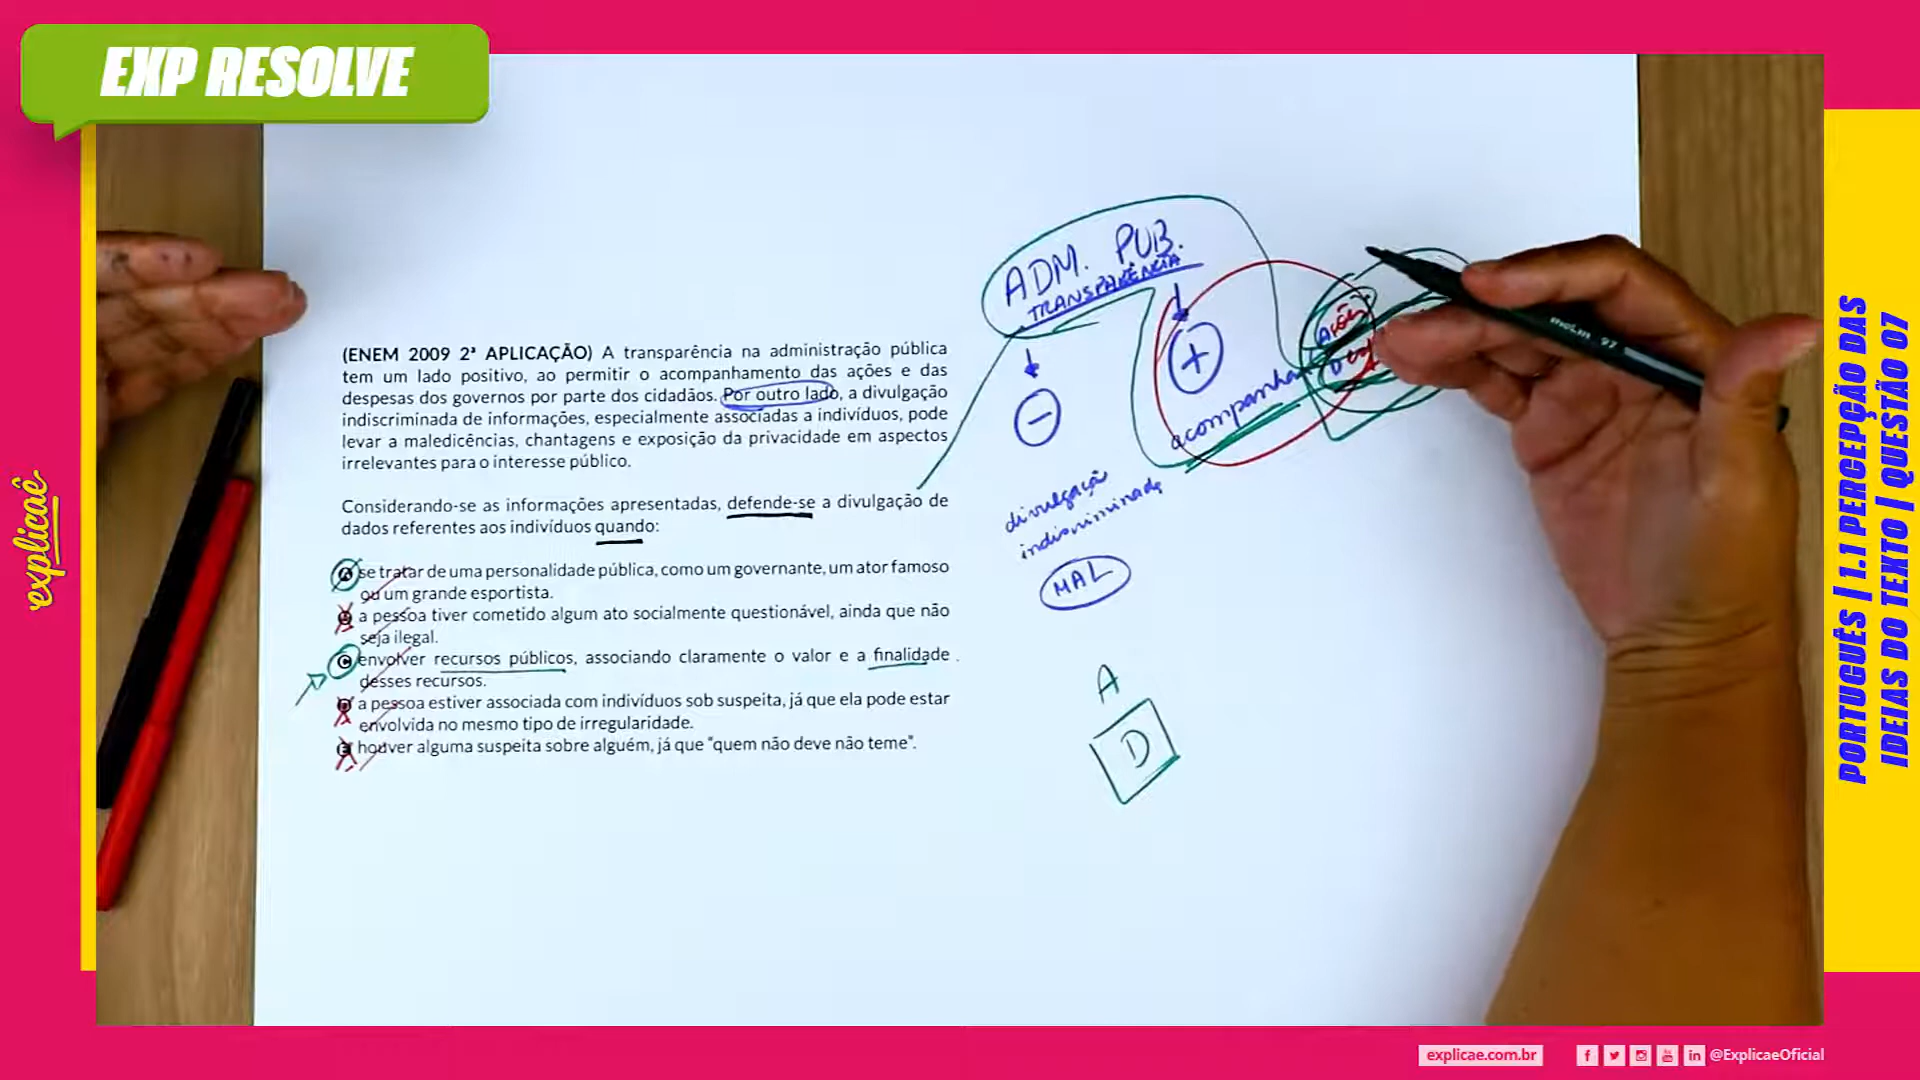 EXP RESOLVE
ADM. PUB.
TRANSPARÊNCIA
+
-
AÇÕES
acompanha
divulgação
indiscriminada
MAL
A
D
(ENEM 2009 2ª APLICAÇÃO) A transparência na administração pública
tem um lado positivo, ao permitir o acompanhamento das ações e das
despesas dos governos por parte dos cidadãos. Por outro lado, a divulgação
indiscriminada de informações, especialmente associadas a indivíduos, pode
levar a maledicências, chantagens e exposição da privacidade em aspectos
irrelevantes para o interesse público.
Considerando-se as informações apresentadas, defende-se a divulgação de
dados referentes aos indivíduos quando:
A se tratar de uma personalidade pública, como um governante, um ator famoso
ou um grande esportista.
B a pessoa tiver cometido algum ato socialmente questionável, ainda que não
seja ilegal.
C envolver recursos públicos, associando claramente o valor e a finalidade
desses recursos.
D a pessoa estiver associada com indivíduos sob suspeita, já que ela pode estar
envolvida no mesmo tipo de irregularidade.
E houver alguma suspeita sobre alguém, já que "quem não deve não teme".
explicaê
PORTUGUÊS | 1.1 PERCEPÇÃO DAS
IDEIAS DO TEXTO | QUESTÃO 07
explicae.com.br
@ExplicaeOficial